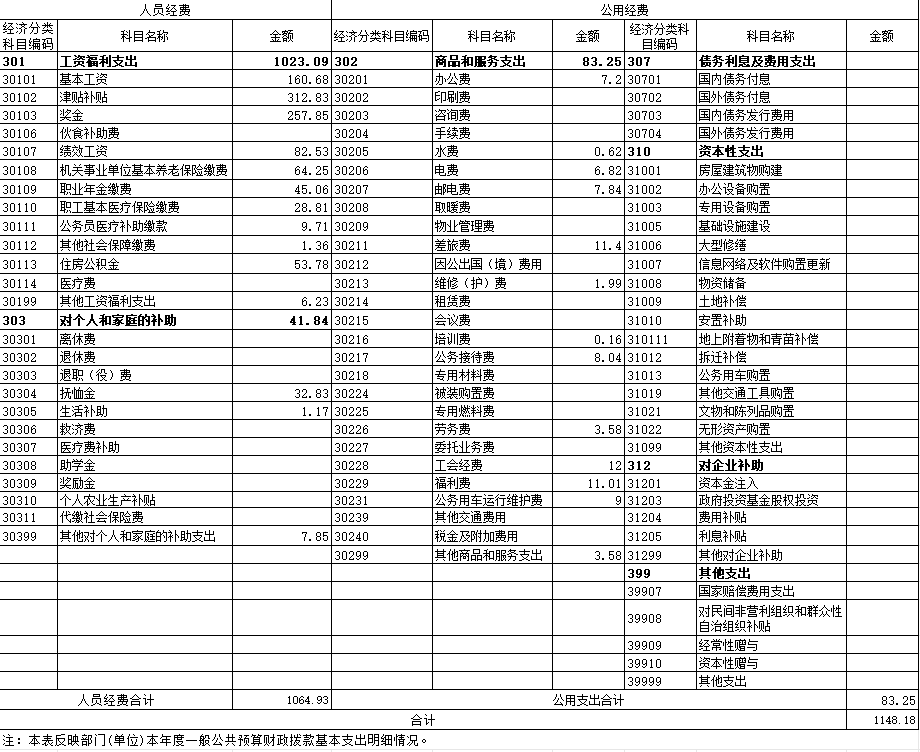 人员经费 公用经费
经济分类科目编码 科目名称 金额 经济分类科目编码 科目名称 金额 经济分类科目编码 科目名称 金额
301 工资福利支出 1023.09 302 商品和服务支出 83.25 307 债务利息及费用支出
30101 基本工资 160.68 30201 办公费 7.2 30701 国内债务付息
30102 津贴补贴 312.83 30202 印刷费 30702 国外债务付息
30103 奖金 257.85 30203 咨询费 30703 国内债务发行费用
30106 伙食补助费 30204 手续费 30704 国外债务发行费用
30107 绩效工资 82.53 30205 水费 0.62 310 资本性支出
30108 机关事业单位基本养老保险缴费 64.25 30206 电费 6.82 31001 房屋建筑物购建
30109 职业年金缴费 45.06 30207 邮电费 7.84 31002 办公设备购置
30110 职工基本医疗保险缴费 28.81 30208 取暖费 31003 专用设备购置
30111 公务员医疗补助缴款 9.71 30209 物业管理费 31005 基础设施建设
30112 其他社会保障缴费 1.36 30211 差旅费 11.4 31006 大型修缮
30113 住房公积金 53.78 30212 因公出国（境）费用 31007 信息网络及软件购置更新
30114 医疗费 30213 维修（护）费 1.99 31008 物资储备
30199 其他工资福利支出 6.23 30214 租赁费 31009 土地补偿
303 对个人和家庭的补助 41.84 30215 会议费 31010 安置补助
30301 离休费 30216 培训费 0.16 310111 地上附着物和青苗补偿
30302 退休费 30217 公务接待费 8.04 31012 拆迁补偿
30303 退职（役）费 30218 专用材料费 31013 公务用车购置
30304 抚恤金 32.83 30224 被装购置费 31019 其他交通工具购置
30305 生活补助 1.17 30225 专用燃料费 31021 文物和陈列品购置
30306 救济费 30226 劳务费 3.58 31022 无形资产购置
30307 医疗费补助 30227 委托业务费 31099 其他资本性支出
30308 助学金 30228 工会经费 12 312 对企业补助
30309 奖励金 30229 福利费 11.01 31201 资本金注入
30310 个人农业生产补贴 30231 公务用车运行维护费 9 31203 政府投资基金股权投资
30311 代缴社会保险费 30239 其他交通费用 31204 费用补贴
30399 其他对个人和家庭的补助支出 7.85 30240 税金及附加费用 31205 利息补贴
30299 其他商品和服务支出 3.58 31299 其他对企业补助
399 其他支出
39907 国家赔偿费用支出
39908 对民间非营利组织和群众性自治组织补贴
39909 经常性赠与
39910 资本性赠与
39999 其他支出
人员经费合计 1064.93 公用支出合计 83.25
合计 1148.18
注：本表反映部门(单位)本年度一般公共预算财政拨款基本支出明细情况。